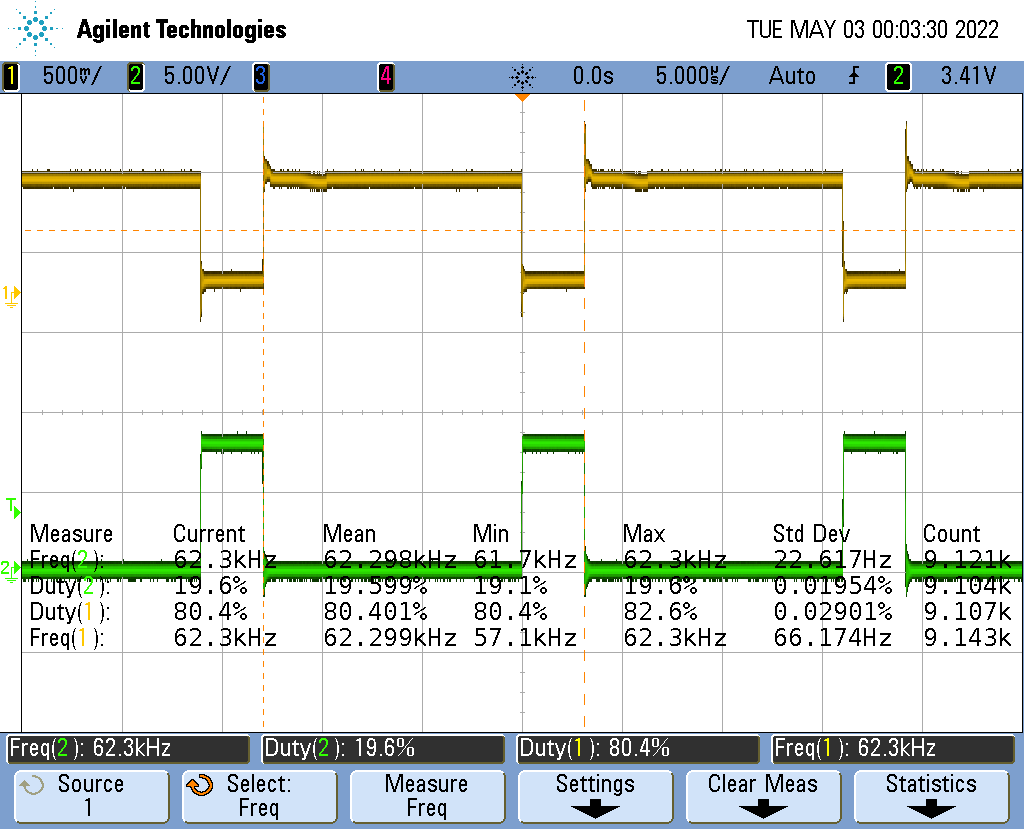 Agilent Technologies TUE MAY 03 00:03:30 2022
1 500mV/ 2 5.00V/ 3 4 0.0s 5.000µs/ Auto 2 3.41V
1
T
2
Measure Current Mean Min Max Std Dev Count
Freq(2): 62.3kHz 62.298kHz 61.7kHz 62.3kHz 22.617Hz 9.121k
Duty(2): 19.6% 19.599% 19.1% 19.6% 0.01954% 9.104k
Duty(1): 80.4% 80.401% 80.4% 82.6% 0.02901% 9.107k
Freq(1): 62.3kHz 62.299kHz 57.1kHz 62.3kHz 66.174Hz 9.143k
Freq(2): 62.3kHz Duty(2): 19.6% Duty(1): 80.4% Freq(1): 62.3kHz
Source Select: Measure Settings Clear Meas Statistics
1 Freq Freq